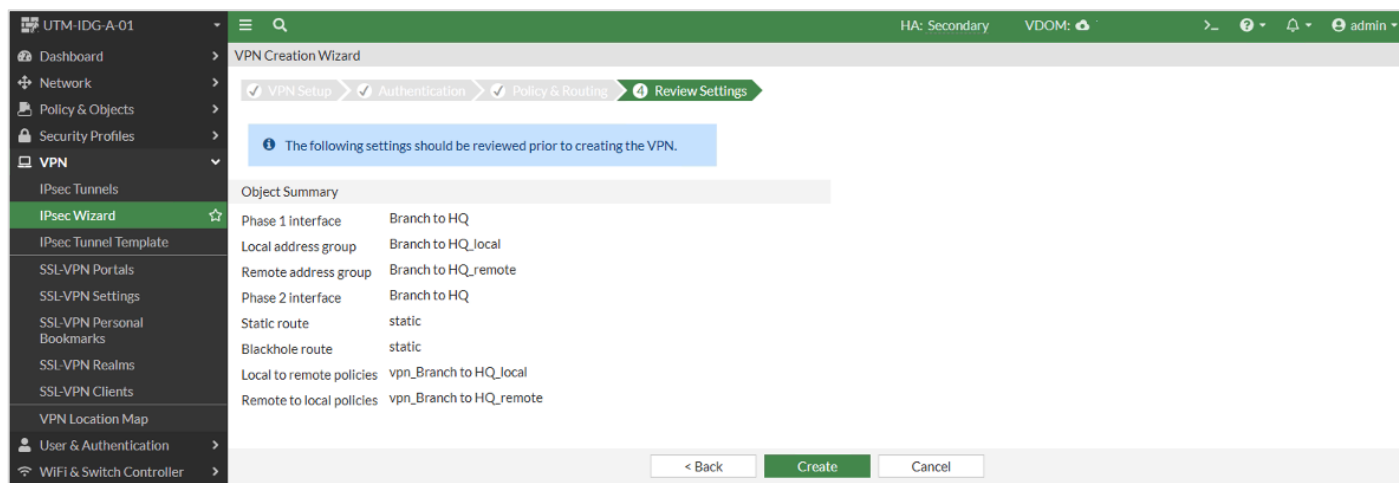 UTM-IDG-A-01
HA: Secondary
VDOM:
admin
Dashboard
Network
Policy & Objects
Security Profiles
VPN
IPsec Tunnels
IPsec Wizard
IPsec Tunnel Template
SSL-VPN Portals
SSL-VPN Settings
SSL-VPN Personal
Bookmarks
SSL-VPN Realms
SSL-VPN Clients
VPN Location Map
User & Authentication
WiFi & Switch Controller
VPN Creation Wizard
VPN Setup
Authentication
Policy & Routing
4 Review Settings
The following settings should be reviewed prior to creating the VPN.
Object Summary
Phase 1 interface Branch to HQ
Local address group Branch to HQ_local
Remote address group Branch to HQ_remote
Phase 2 interface Branch to HQ
Static route static
Blackhole route static
Local to remote policies vpn_Branch to HQ_local
Remote to local policies vpn_Branch to HQ_remote
< Back
Create
Cancel